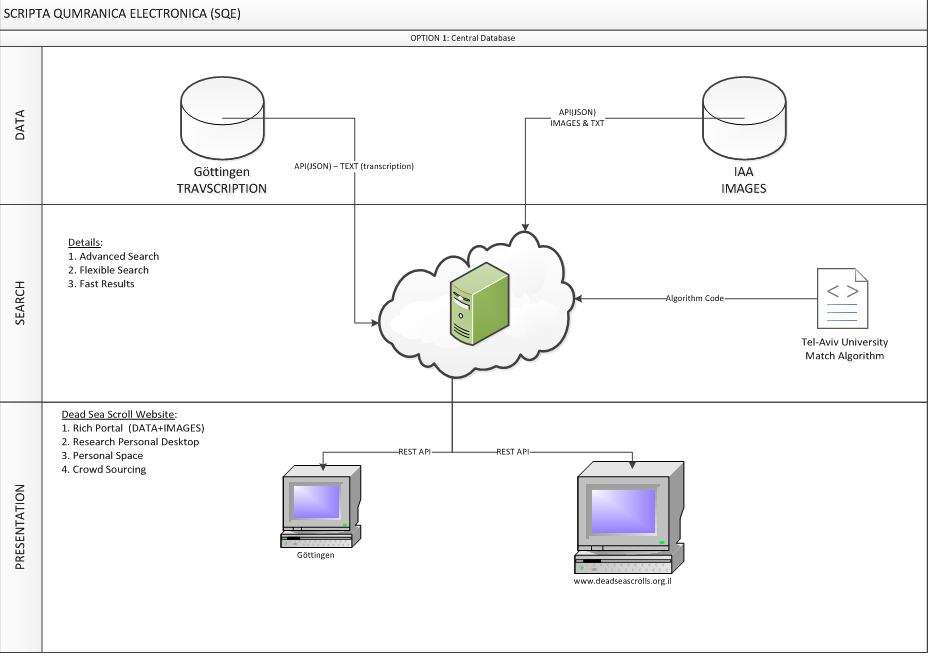 SCRIPTA QUMRANICA ELECTRONICA (SQE)
OPTION 1: Central Database
DATA
Göttingen
TRAVSCRIPTION
API(JSON) – TEXT (transcription)
API(JSON)
IMAGES & TXT
IAA
IMAGES
SEARCH
Details:
1. Advanced Search
2. Flexible Search
3. Fast Results
< >
Algorithm Code
Tel-Aviv University
Match Algorithm
PRESENTATION
Dead Sea Scroll Website:
1. Rich Portal (DATA+IMAGES)
2. Research Personal Desktop
3. Personal Space
4. Crowd Sourcing
REST API
REST API
Göttingen
www.deadseascrolls.org.il